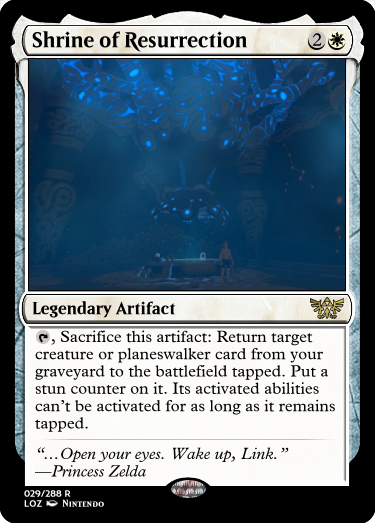 Shrine of Resurrection 2
Legendary Artifact
, Sacrifice this artifact: Return target
creature or planeswalker card from your
graveyard to the battlefield tapped. Put a
stun counter on it. Its activated abilities
can't be activated for as long as it remains
tapped.
"…Open your eyes. Wake up, Link."
—Princess Zelda
029/288 R
LOZ Nintendo